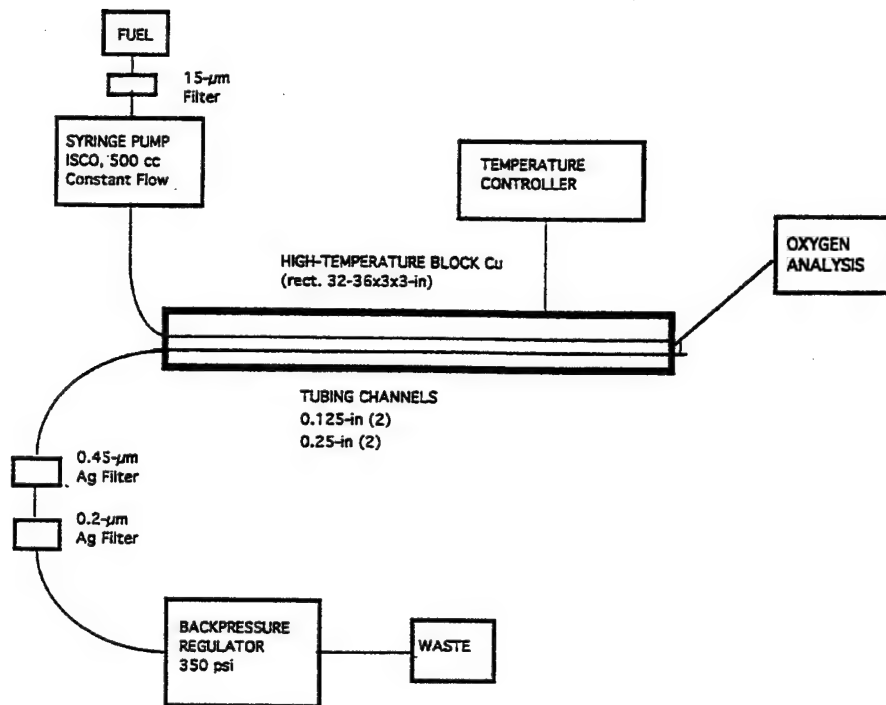 FUEL
15-μm
Filter
SYRINGE PUMP
ISCO, 500 cc
Constant Flow
TEMPERATURE
CONTROLLER
OXYGEN
ANALYSIS
HIGH-TEMPERATURE BLOCK Cu
(rect. 32-36x3x3-in)
TUBING CHANNELS
0.125-in (2)
0.25-in (2)
0.45-μm
Ag Filter
0.2-μm
Ag Filter
BACKPRESSURE
REGULATOR
350 psi
WASTE